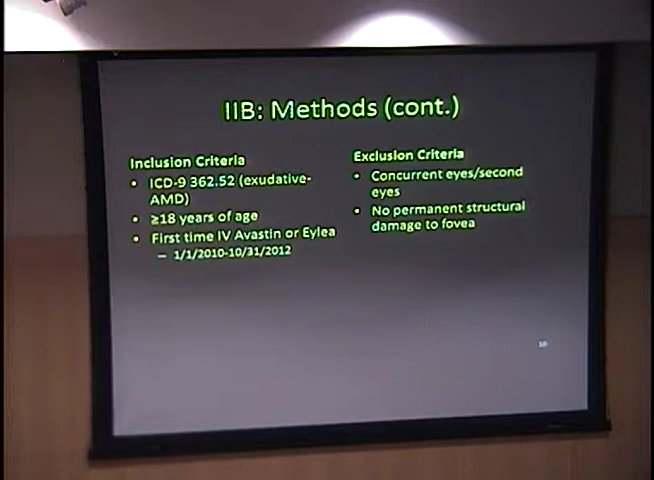 IIB: Methods (cont.)
Inclusion Criteria
• ICD-9 362.52 (exudative-
AMD)
• ≥18 years of age
• First time IV Avastin or Eylea
– 1/1/2010-10/31/2012
Exclusion Criteria
• Concurrent eyes/second
eyes
• No permanent structural
damage to fovea
10